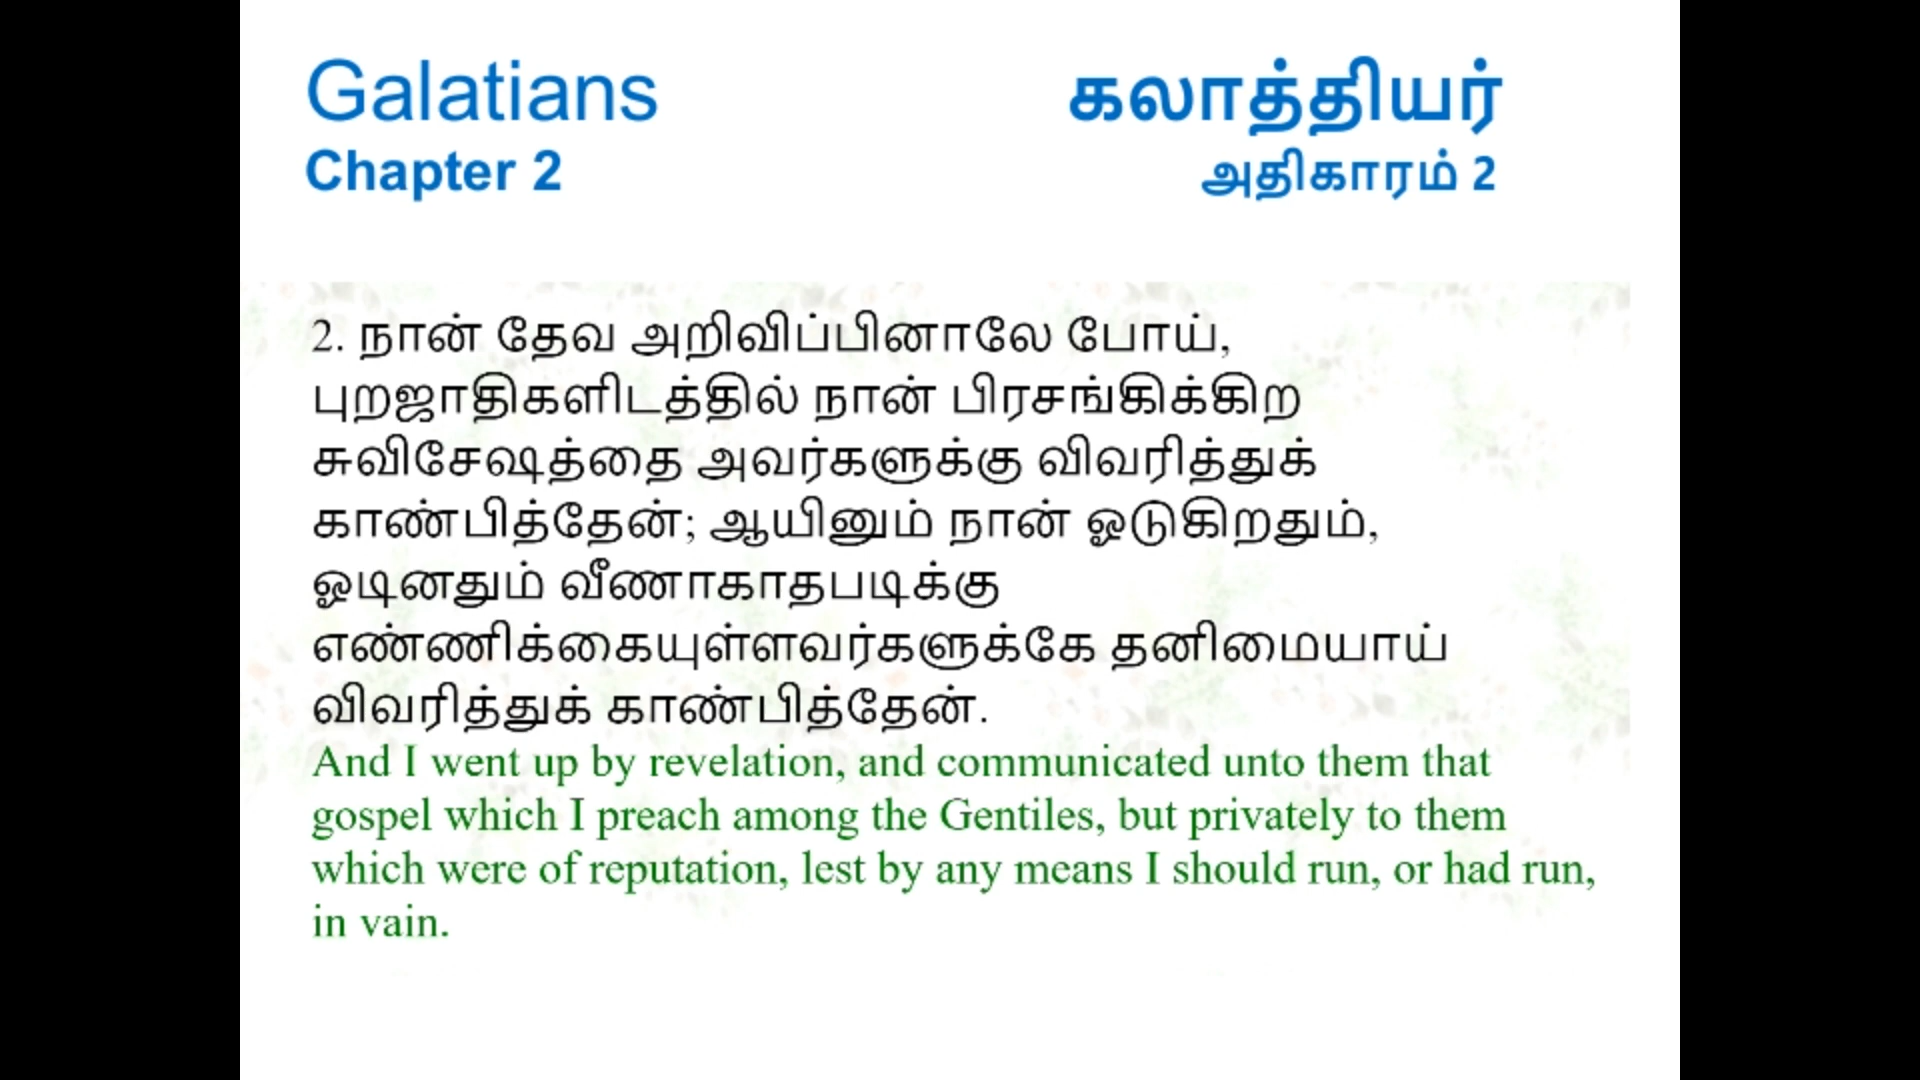 Galatians கலாத்தியர்
Chapter 2 அதிகாரம் 2
2. நான் தேவ அறிவிப்பினாலே போய்,
புறஜாதிகளிடத்தில் நான் பிரசங்கிக்கிற
சுவிசேஷத்தை அவர்களுக்கு விவரித்துக்
காண்பித்தேன்; ஆயினும் நான் ஓடுகிறதும்,
ஓடினதும் வீணாகாதபடிக்கு
எண்ணிக்கையுள்ளவர்களுக்கே தனிமையாய்
விவரித்துக் காண்பித்தேன்.
And I went up by revelation, and communicated unto them that
gospel which I preach among the Gentiles, but privately to them
which were of reputation, lest by any means I should run, or had run,
in vain.